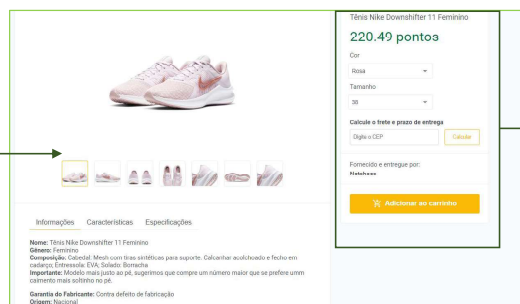 Tênis Nike Downshifter 11 Feminino
220.49 pontos
Cor
Rosa
Tamanho
36
Calcule o frete e prazo de entrega
Digite o CEP
Calcular
Fornecido e entregue por:
Netshoes
Adicionar ao carrinho
Informações Características Especificações
Nome: Tênis Nike Downshifter 11 Feminino
Gênero: Feminino
Composição: Cabedal: Mesh com tiras sintéticas para suporte. Calcanhar acolchoado e fecho em
cadarço; Entressola: EVA; Solado: Borracha
Importante: Modelo mais justo ao pé, sugerimos que compre um número maior que se prefere umm
caimento mais soltinho no pé.
Garantia do Fabricante: Contra defeito de fabricação
Origem: Nacional